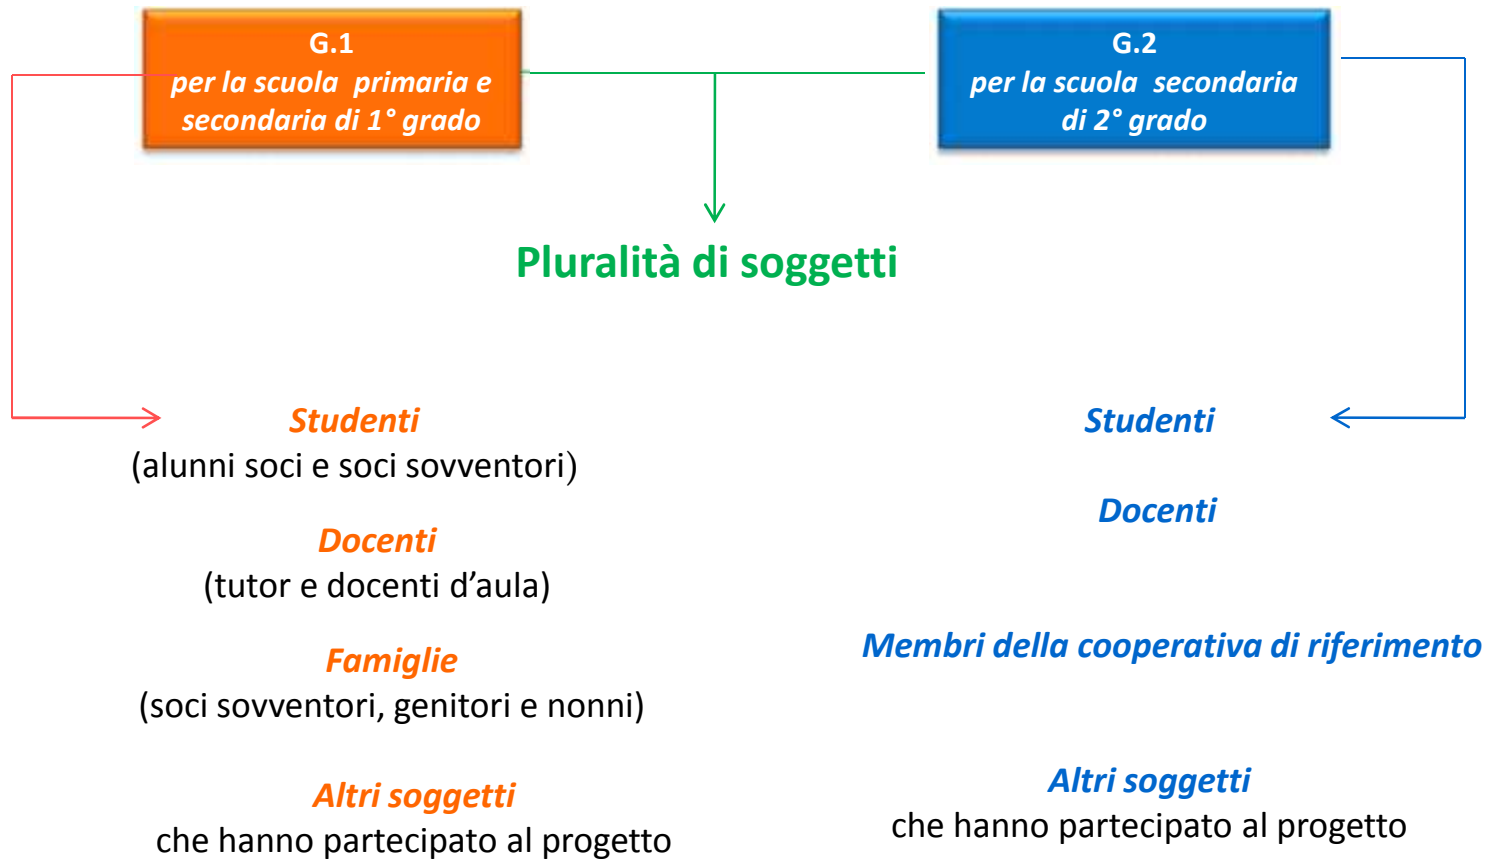 G.1
per la scuola primaria e
secondaria di 1° grado
G.2
per la scuola secondaria
di 2° grado
Pluralità di soggetti
Studenti
(alunni soci e soci sovventori)
Docenti
(tutor e docenti d’aula)
Famiglie
(soci sovventori, genitori e nonni)
Altri soggetti
che hanno partecipato al progetto
Studenti
Docenti
Membri della cooperativa di riferimento
Altri soggetti
che hanno partecipato al progetto